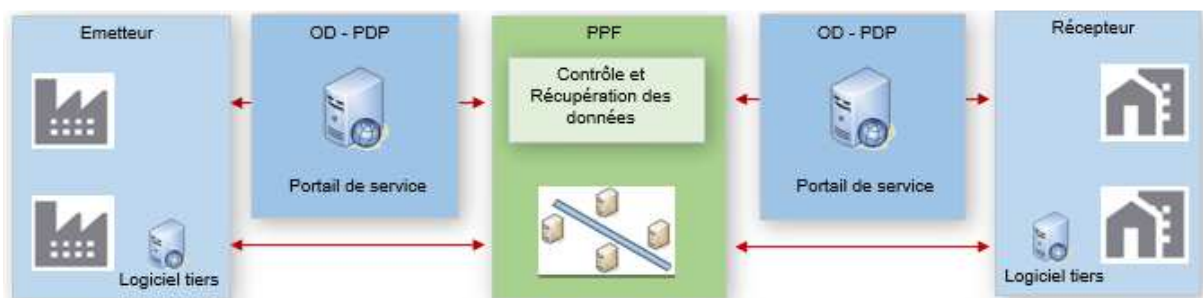 Emetteur
OD - PDP
PPF
OD - PDP
Récepteur
Contrôle et
Récupération des
données
Portail de service
Portail de service
Logiciel tiers
Logiciel tiers